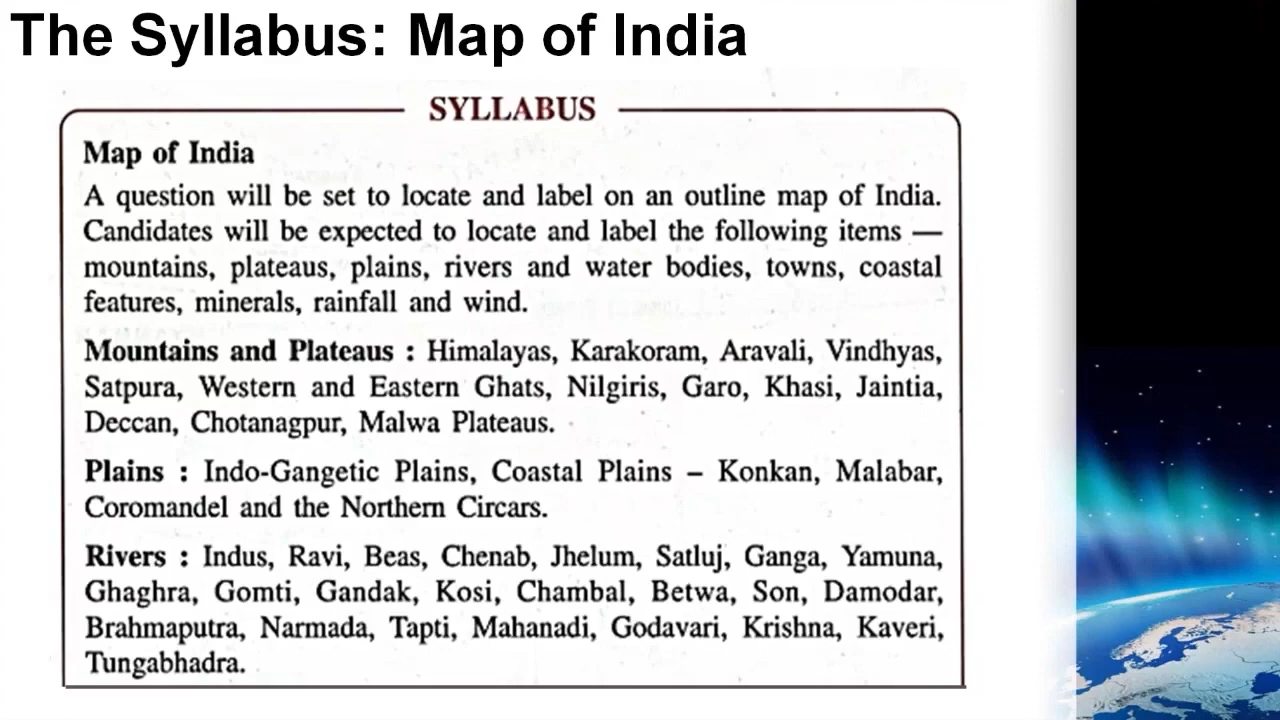 The Syllabus: Map of India
SYLLABUS
Map of India
A question will be set to locate and label on an outline map of India.
Candidates will be expected to locate and label the following items —
mountains, plateaus, plains, rivers and water bodies, towns, coastal
features, minerals, rainfall and wind.
Mountains and Plateaus : Himalayas, Karakoram, Aravali, Vindhyas,
Satpura, Western and Eastern Ghats, Nilgiris, Garo, Khasi, Jaintia,
Deccan, Chotanagpur, Malwa Plateaus.
Plains : Indo-Gangetic Plains, Coastal Plains – Konkan, Malabar,
Coromandel and the Northern Circars.
Rivers : Indus, Ravi, Beas, Chenab, Jhelum, Satluj, Ganga, Yamuna,
Ghaghra, Gomti, Gandak, Kosi, Chambal, Betwa, Son, Damodar,
Brahmaputra, Narmada, Tapti, Mahanadi, Godavari, Krishna, Kaveri,
Tungabhadra.